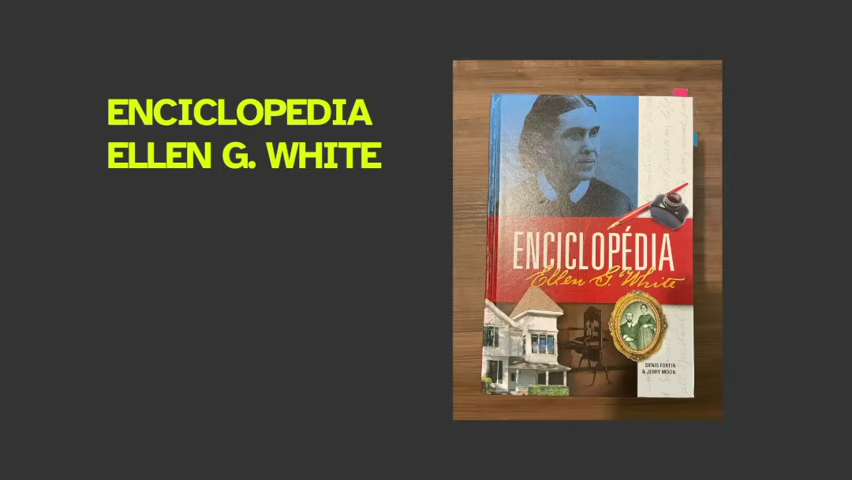 ENCICLOPEDIA
ELLEN G. WHITE
ENCICLOPÉDIA
Ellen G. White
DENIS FORTIN
& JERRY MOON